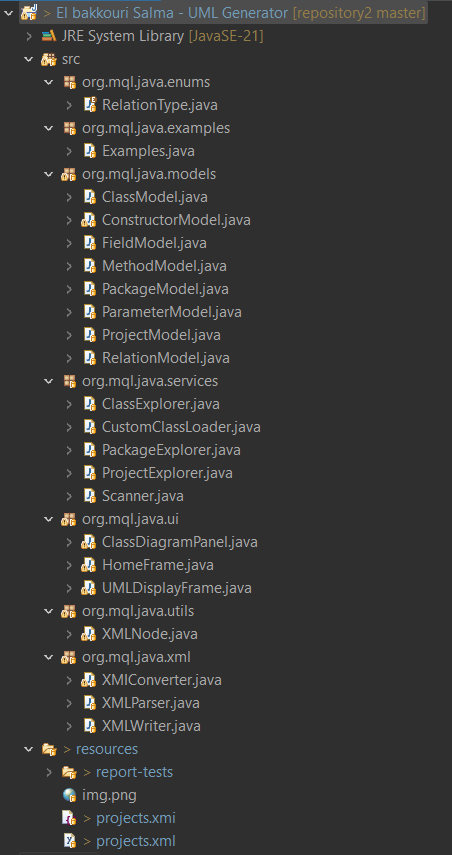 > El bakkouri Salma - UML Generator [repository2 master]
JRE System Library [JavaSE-21]
src
org.mql.java.enums
RelationType.java
org.mql.java.examples
Examples.java
org.mql.java.models
ClassModel.java
ConstructorModel.java
FieldModel.java
MethodModel.java
PackageModel.java
ParameterModel.java
ProjectModel.java
RelationModel.java
org.mql.java.services
ClassExplorer.java
CustomClassLoader.java
PackageExplorer.java
ProjectExplorer.java
Scanner.java
org.mql.java.ui
ClassDiagramPanel.java
HomeFrame.java
UMLDisplayFrame.java
org.mql.java.utils
XMLNode.java
org.mql.java.xml
XMIConverter.java
XMLParser.java
XMLWriter.java
> resources
> report-tests
img.png
> projects.xmi
> projects.xml